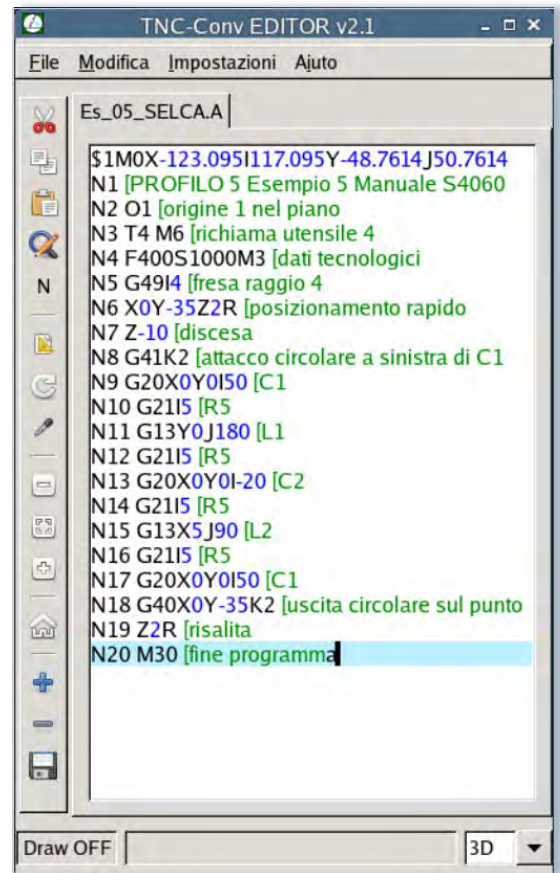 TNC-Conv EDITOR v2.1
File Modifica Impostazioni Aiuto
Es_05_SELCA.A
$1M0X-123.095I117.095Y-48.7614J50.7614
N1 [PROFILO 5 Esempio 5 Manuale S4060
N2 O1 [origine 1 nel piano
N3 T4 M6 [richiama utensile 4
N4 F400S1000M3 [dati tecnologici
N5 G49I4 [fresa raggio 4
N6 X0Y-35Z2R [posizionamento rapido
N7 Z-10 [discesa
N8 G41K2 [attacco circolare a sinistra di C1
N9 G20X0Y0I50 [C1
N10 G21I5 [R5
N11 G13Y0J180 [L1
N12 G21I5 [R5
N13 G20X0Y0I-20 [C2
N14 G21I5 [R5
N15 G13X5J90 [L2
N16 G21I5 [R5
N17 G20X0Y0I50 [C1
N18 G40X0Y-35K2 [uscita circolare sul punto
N19 Z2R [risalita
N20 M30 [fine programma
N
Draw OFF
3D